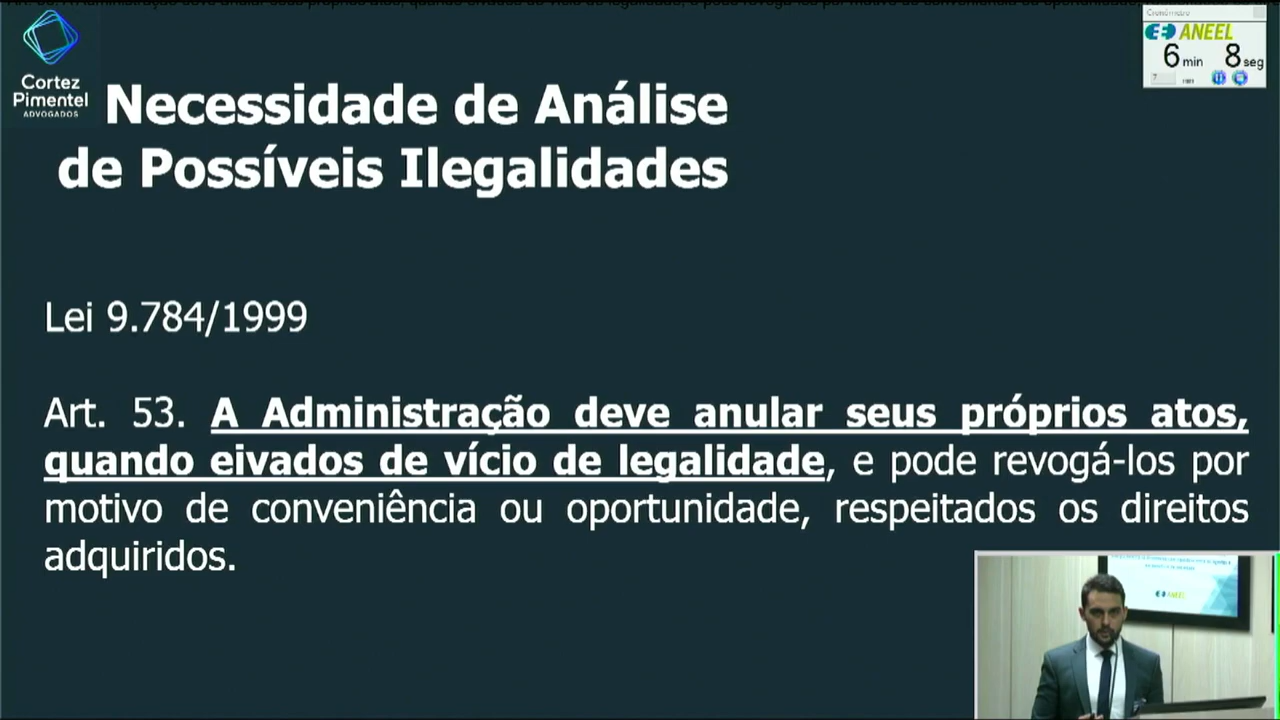 Cortez
Pimentel
ADVOGADOS
Cronômetro
ANEEL
6 min 8 seg
Necessidade de Análise
de Possíveis Ilegalidades
Lei 9.784/1999
Art. 53. A Administração deve anular seus próprios atos,
quando eivados de vício de legalidade, e pode revogá-los por
motivo de conveniência ou oportunidade, respeitados os direitos
adquiridos.
ANEEL